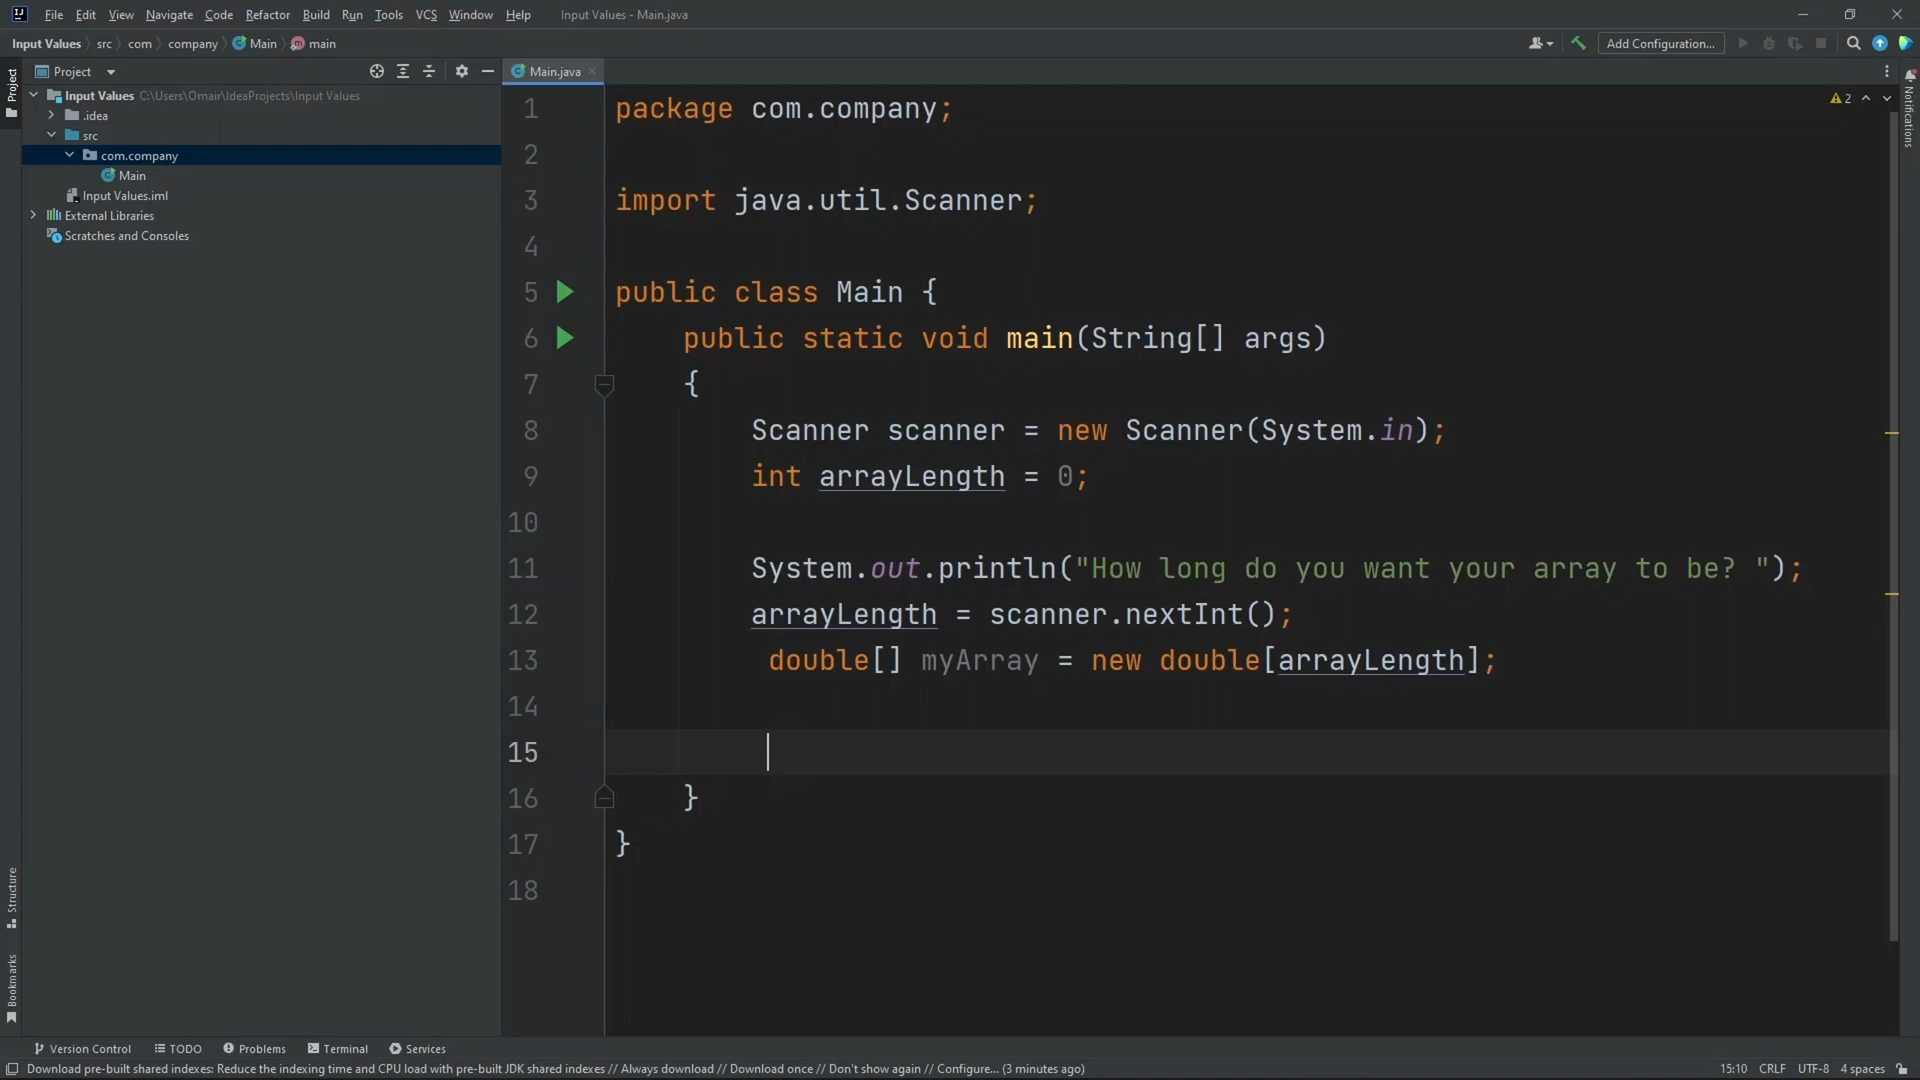 File Edit View Navigate Code Refactor Build Run Tools VCS Window Help Input Values - Main.java
Input Values src com company Main main
Add Configuration...
Project
Main.java
Input Values C:\Users\Omair\IdeaProjects\Input Values
.idea
src
com.company
Main
Input Values.iml
External Libraries
Scratches and Consoles
Project
Structure
Bookmarks
1 package com.company;
2
3 import java.util.Scanner;
4
5 public class Main {
6 public static void main(String[] args)
7 {
8 Scanner scanner = new Scanner(System.in);
9 int arrayLength = 0;
10
11 System.out.println("How long do you want your array to be? ");
12 arrayLength = scanner.nextInt();
13 double[] myArray = new double[arrayLength];
14
15
16 }
17 }
18
2
Notifications
Version Control TODO Problems Terminal Services
Download pre-built shared indexes: Reduce the indexing time and CPU load with pre-built JDK shared indexes // Always download // Download once // Don't show again // Configure... (3 minutes ago)
15:10 CRLF UTF-8 4 spaces